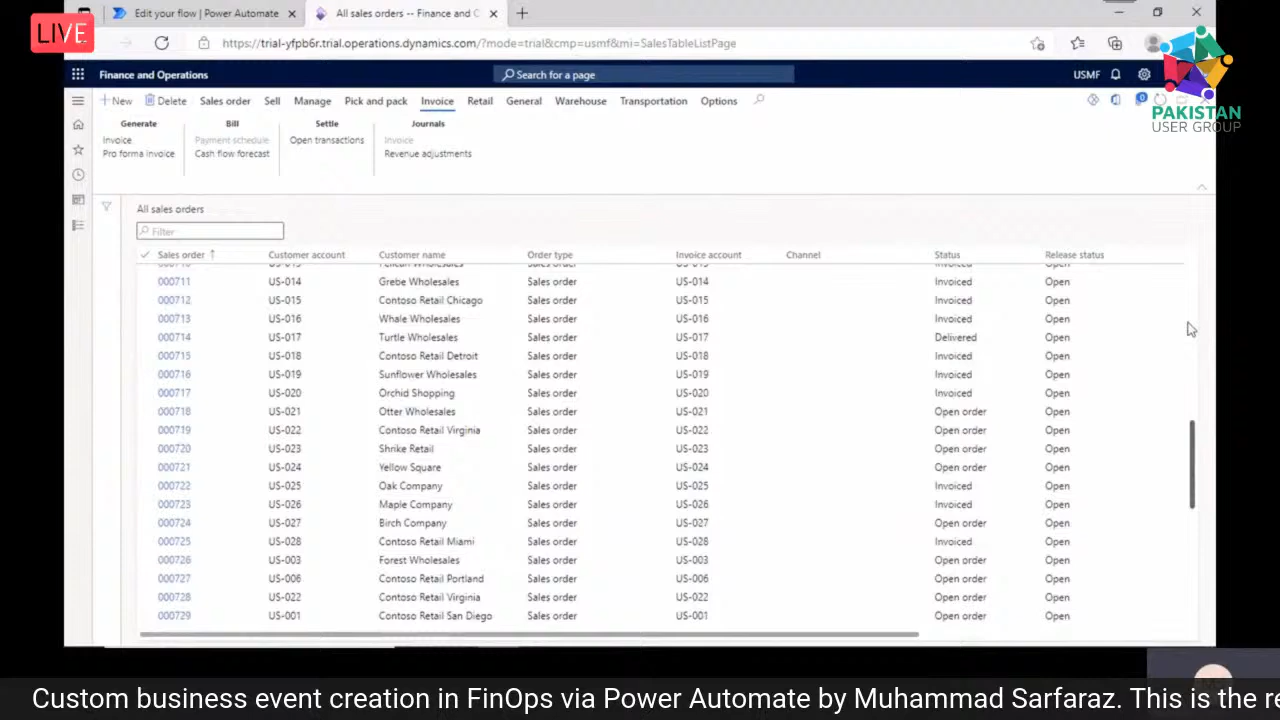 LIVE
Edit your flow | Power Automate
All sales orders -- Finance and O
https://trial-yfpb6r.trial.operations.dynamics.com/?mode=trial&cmp=usmf&mi=SalesTableListPage
Finance and Operations
Search for a page
USMF
PAKISTAN
USER GROUP
New Delete Sales order Sell Manage Pick and pack Invoice Retail General Warehouse Transportation Options
Generate Bill Settle Journals
Invoice Payment schedule Open transactions Invoice
Pro forma invoice Cash flow forecast Revenue adjustments
All sales orders
Filter
Sales order Customer account Customer name Order type Invoice account Channel Status Release status
000711 US-014 Grebe Wholesales Sales order US-014 Invoiced Open
000712 US-015 Contoso Retail Chicago Sales order US-015 Invoiced Open
000713 US-016 Whale Wholesales Sales order US-016 Invoiced Open
000714 US-017 Turtle Wholesales Sales order US-017 Delivered Open
000715 US-018 Contoso Retail Detroit Sales order US-018 Invoiced Open
000716 US-019 Sunflower Wholesales Sales order US-019 Invoiced Open
000717 US-020 Orchid Shopping Sales order US-020 Invoiced Open
000718 US-021 Otter Wholesales Sales order US-021 Open order Open
000719 US-022 Contoso Retail Virginia Sales order US-022 Open order Open
000720 US-023 Shrike Retail Sales order US-023 Open order Open
000721 US-024 Yellow Square Sales order US-024 Open order Open
000722 US-025 Oak Company Sales order US-025 Invoiced Open
000723 US-026 Maple Company Sales order US-026 Invoiced Open
000724 US-027 Birch Company Sales order US-027 Open order Open
000725 US-028 Contoso Retail Miami Sales order US-028 Invoiced Open
000726 US-003 Forest Wholesales Sales order US-003 Open order Open
000727 US-006 Contoso Retail Portland Sales order US-006 Open order Open
000728 US-022 Contoso Retail Virginia Sales order US-022 Open order Open
000729 US-001 Contoso Retail San Diego Sales order US-001 Open order Open
Custom business event creation in FinOps via Power Automate by Muhammad Sarfaraz. This is the re